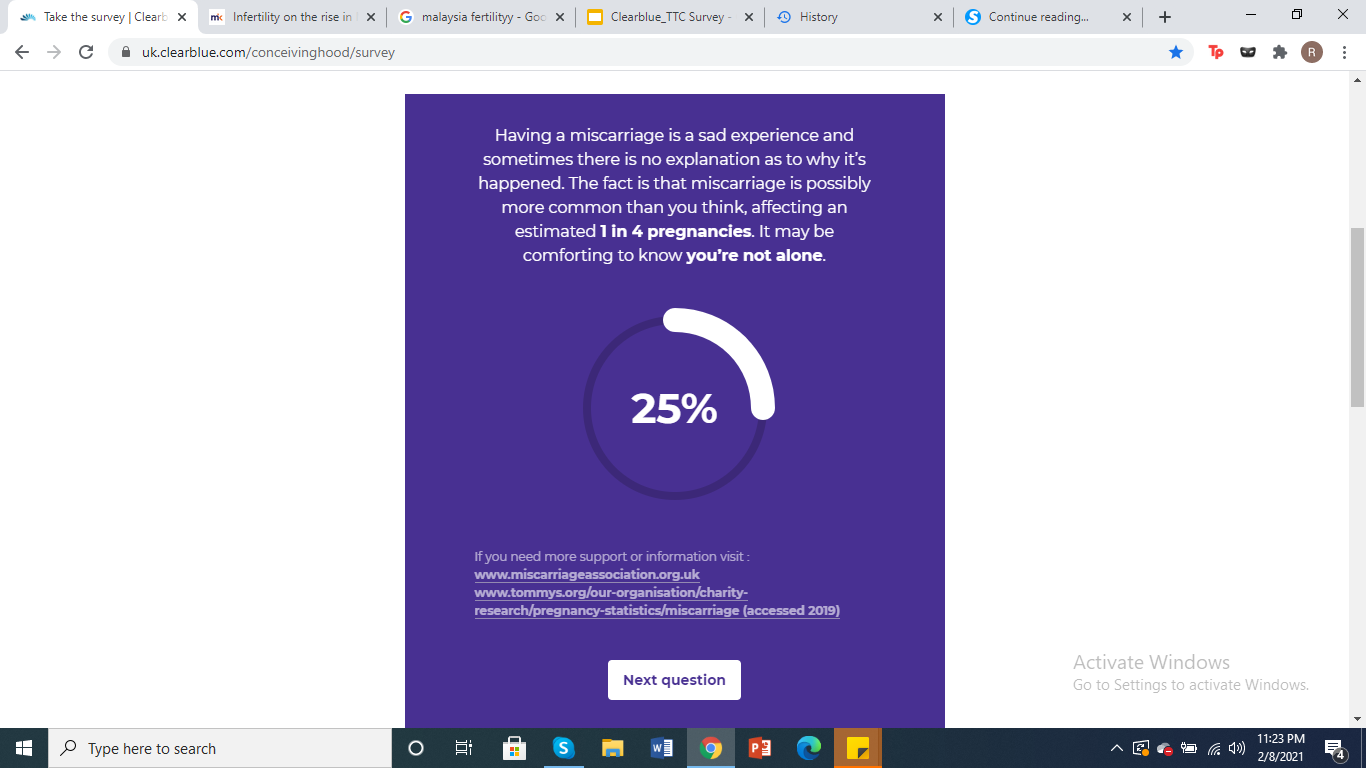 Take the survey | Clearb
Infertility on the rise in
malaysia fertilityy - Goo
Clearblue_TTC Survey -
History
Continue reading...
uk.clearblue.com/conceivinghood/survey
Tp
R
Having a miscarriage is a sad experience and
sometimes there is no explanation as to why it's
happened. The fact is that miscarriage is possibly
more common than you think, affecting an
estimated 1 in 4 pregnancies. It may be
comforting to know you're not alone.
25%
If you need more support or information visit :
www.miscarriageassociation.org.uk
www.tommys.org/our-organisation/charity-
research/pregnancy-statistics/miscarriage (accessed 2019)
Next question
Activate Windows
Go to Settings to activate Windows.
Type here to search
11:23 PM
2/8/2021
4